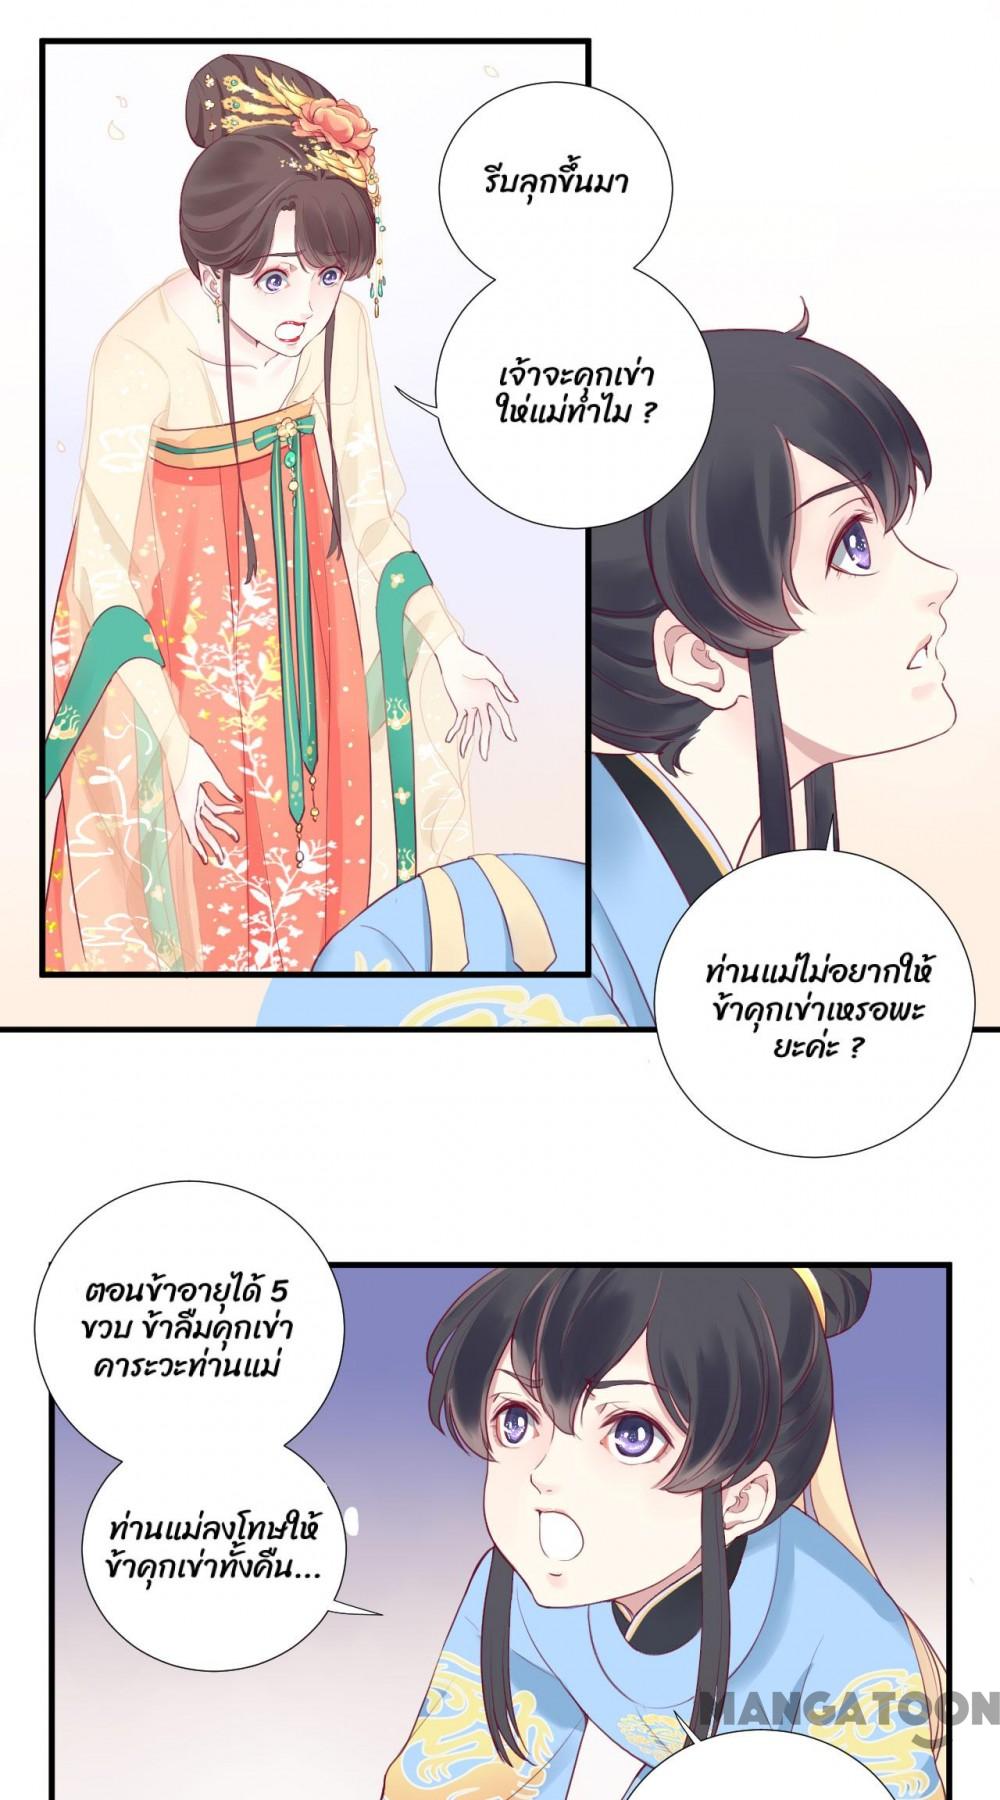 รีบลุกขึ้นมา
เจ้าจะคุกเข่า
ให้แม่ทำไม ?
ท่านแม่ไม่อยากให้
ข้าคุกเข่าเหรอพะ
ยะค่ะ ?
ตอนข้าอายุได้ 5
ขวบ ข้าลืมคุกเข่า
คาระวะท่านแม่
ท่านแม่ลงโทษให้
ข้าคุกเข่าทั้งคืน...
MANGATOON